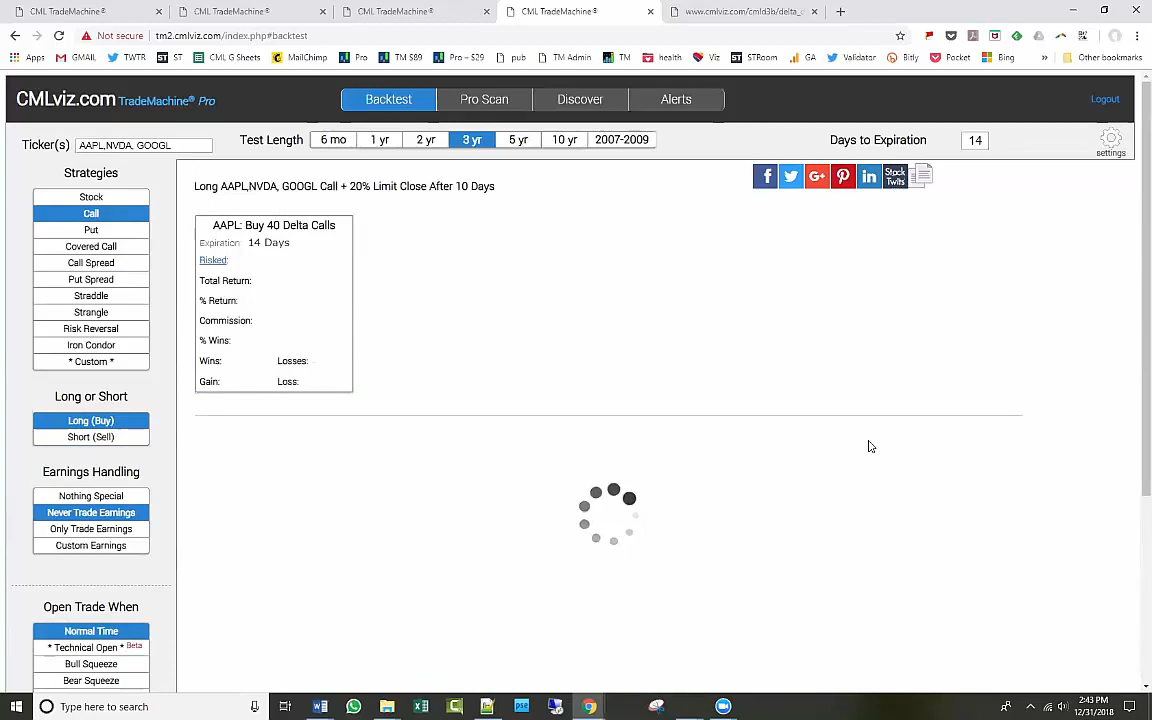 CML TradeMachine®
CML TradeMachine®
CML TradeMachine®
CML TradeMachine®
www.cmlviz.com/cmld3b/delta_
Not secure tm2.cmlviz.com/index.php#backtest
Apps GMAIL TWTR ST CML G Sheets MailChimp Pro TM $89 Pro - $29 pub TM Admin TM health Viz STRoom GA Validator Bitly Pocket Bing » Other bookmarks
CMLviz.com TradeMachine® Pro
Backtest Pro Scan Discover Alerts
Logout
Ticker(s) AAPL,NVDA, GOOGL
Test Length 6 mo 1 yr 2 yr 3 yr 5 yr 10 yr 2007-2009
Days to Expiration 14
settings
Strategies
Stock
Call
Put
Covered Call
Call Spread
Put Spread
Straddle
Strangle
Risk Reversal
Iron Condor
* Custom *
Long or Short
Long (Buy)
Short (Sell)
Earnings Handling
Nothing Special
Never Trade Earnings
Only Trade Earnings
Custom Earnings
Open Trade When
Normal Time
* Technical Open * Beta
Bull Squeeze
Bear Squeeze
Long AAPL,NVDA, GOOGL Call + 20% Limit Close After 10 Days
f G+ in Stock Twits
AAPL: Buy 40 Delta Calls
Expiration: 14 Days
Risked:
Total Return:
% Return:
Commission:
% Wins:
Wins: Losses:
Gain: Loss:
Type here to search
pse
2:43 PM
12/31/2018